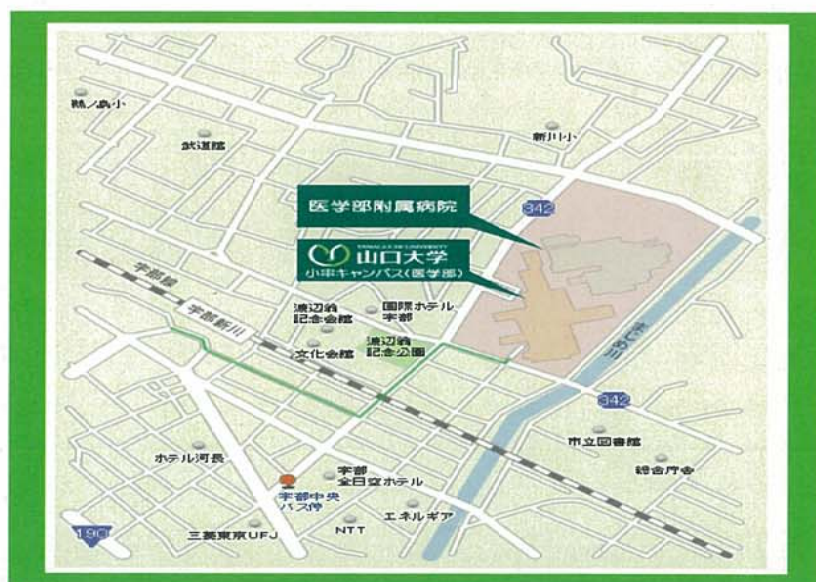 鵜ノ島小
武道館
新川小
342
医学部附属病院
YAMAGUCHI UNIVERSITY
山口大学
小串キャンパス(医学部)
宇部線
宇部新川
渡辺翁
記念会館
国際ホテル
宇部
文化会館
渡辺翁
記念公園
まじめ川
342
市立図書館
総合庁舎
ホテル河長
宇部
全日空ホテル
宇部中央
バス停
エネルギア
NTT
三菱東京UFJ
190